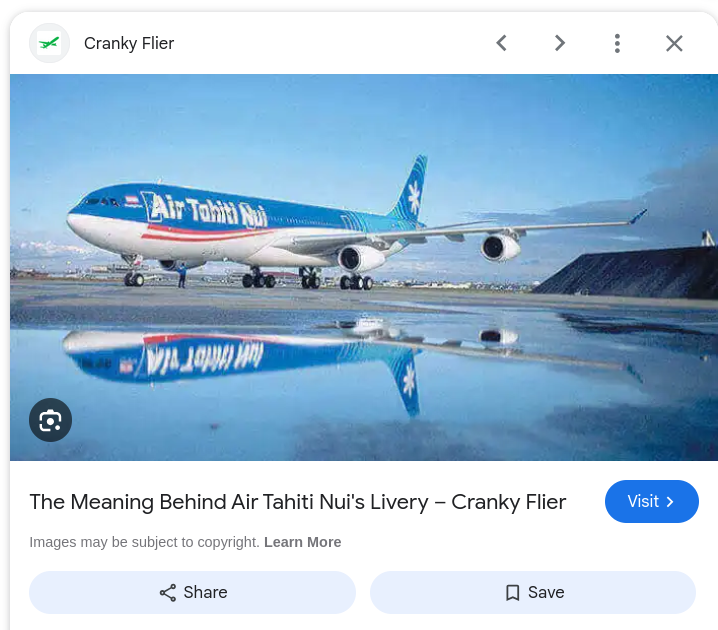 Cranky Flier
Air Tahiti Nui
The Meaning Behind Air Tahiti Nui's Livery – Cranky Flier
Visit
Images may be subject to copyright. Learn More
Share
Save